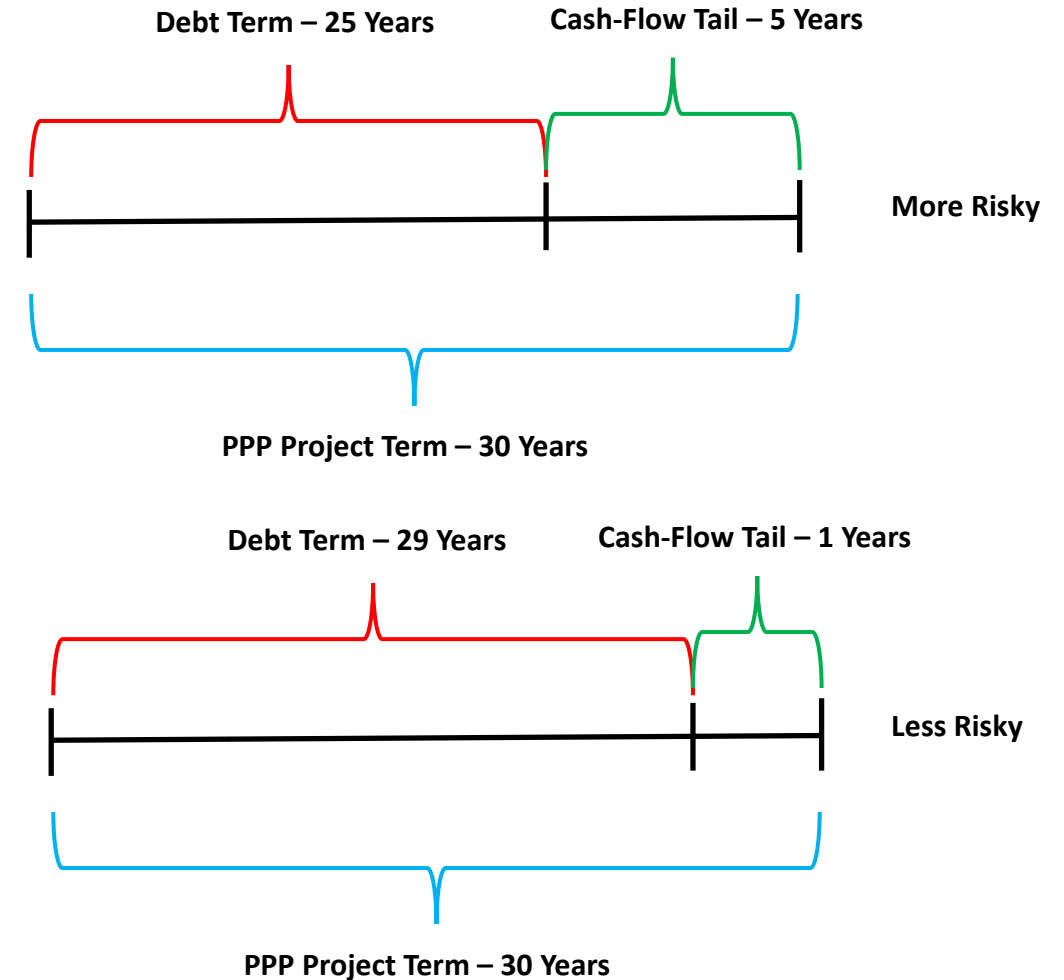 Debt Term – 25 Years
Cash-Flow Tail – 5 Years
More Risky
PPP Project Term – 30 Years
Debt Term – 29 Years
Cash-Flow Tail – 1 Years
Less Risky
PPP Project Term – 30 Years